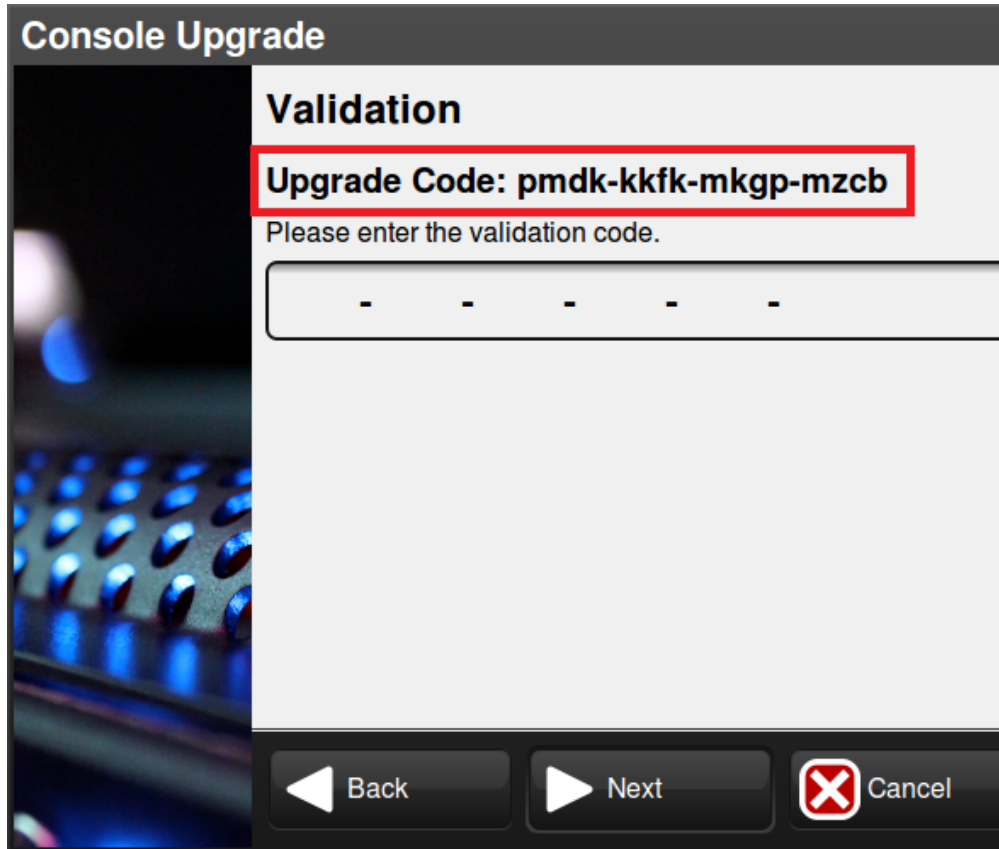 Console Upgrade
Validation
Upgrade Code: pmdk-kkfk-mkgp-mzcb
Please enter the validation code.
- - - - -
Back
Next
Cancel